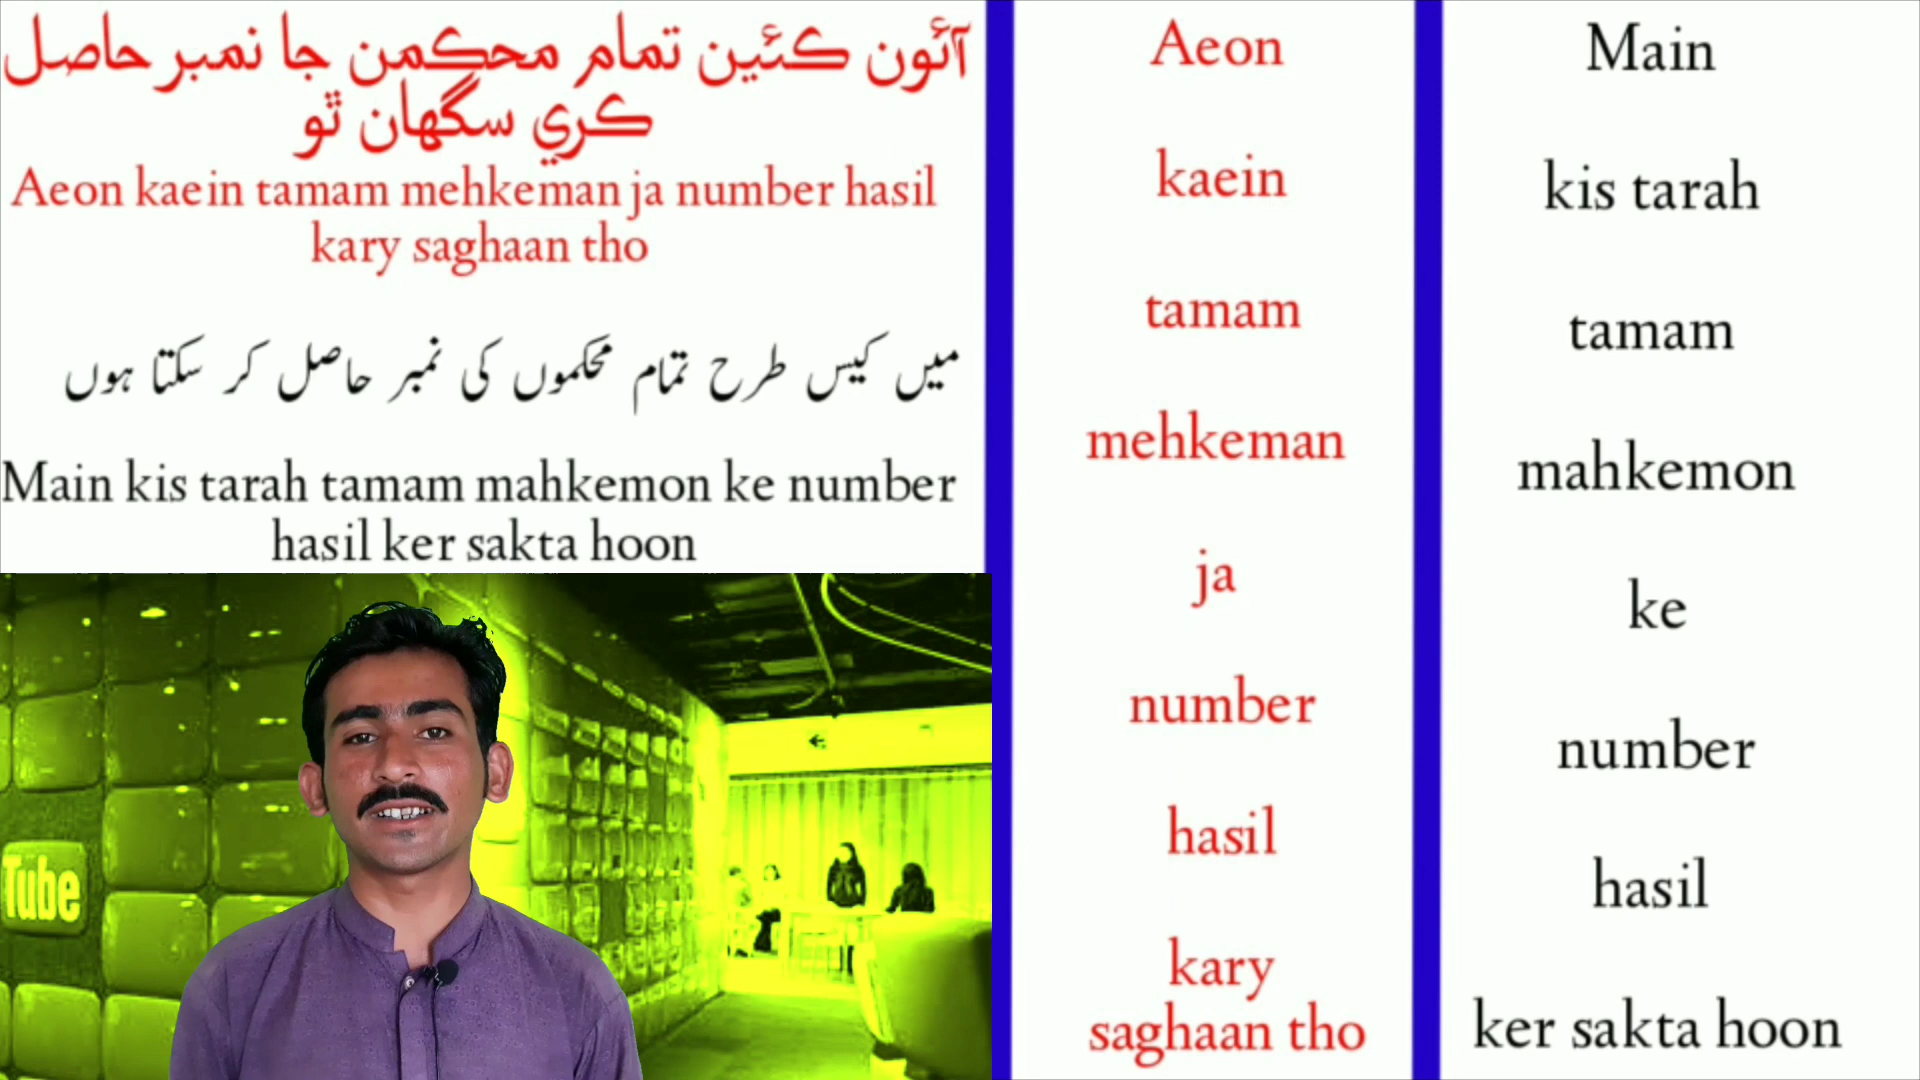 آئون ڪئين تمام محڪمن جا نمبر حاصل
ڪري سگهان ٿو
Aeon kaein tamam mehkeman ja number hasil
kary saghaan tho
میں کیس طرح تمام محکموں کی نمبر حاصل کر سکتا ہوں
Main kis tarah tamam mahkemon ke number
hasil ker sakta hoon
Tube
Aeon
kaein
tamam
mehkeman
ja
number
hasil
kary
saghaan tho
Main
kis tarah
tamam
mahkemon
ke
number
hasil
ker sakta hoon